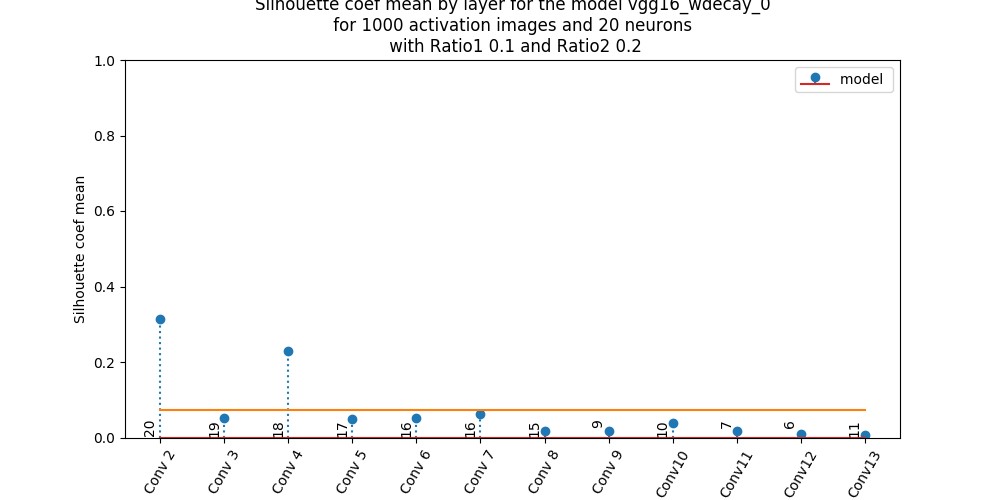 Silhouette coef mean by layer for the model vgg16_wdecay_0
for 1000 activation images and 20 neurons
with Ratio1 0.1 and Ratio2 0.2
model
1.0
0.8
0.6
0.4
0.2
0.0
Silhouette coef mean
20 19 18 17 16 16 15 9 10 7 6 11
Conv 2 Conv 3 Conv 4 Conv 5 Conv 6 Conv 7 Conv 8 Conv 9 Conv10 Conv11 Conv12 Conv13